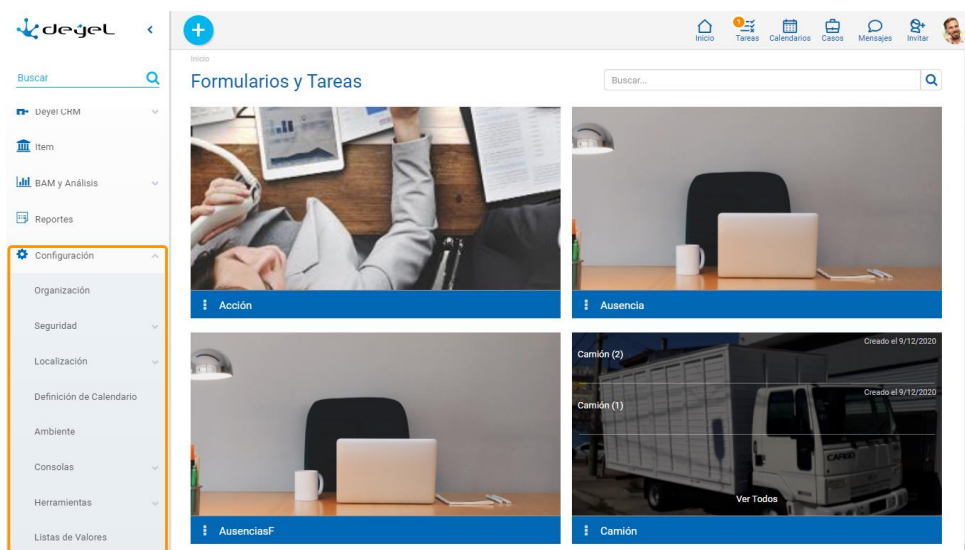 deyel
Buscar
Deyel CRM
Item
BAM y Análisis
Reportes
Configuración
Organización
Seguridad
Localización
Definición de Calendario
Ambiente
Consolas
Herramientas
Listas de Valores
Inicio
1
Tareas
Calendarios
Casos
Mensajes
Invitar
Inicio
Formularios y Tareas
Buscar...
Acción
Ausencia
AusenciasF
Creado el 9/12/2020
Camión (2)
Creado el 9/12/2020
Camión (1)
CARGO
Ver Todos
Camión